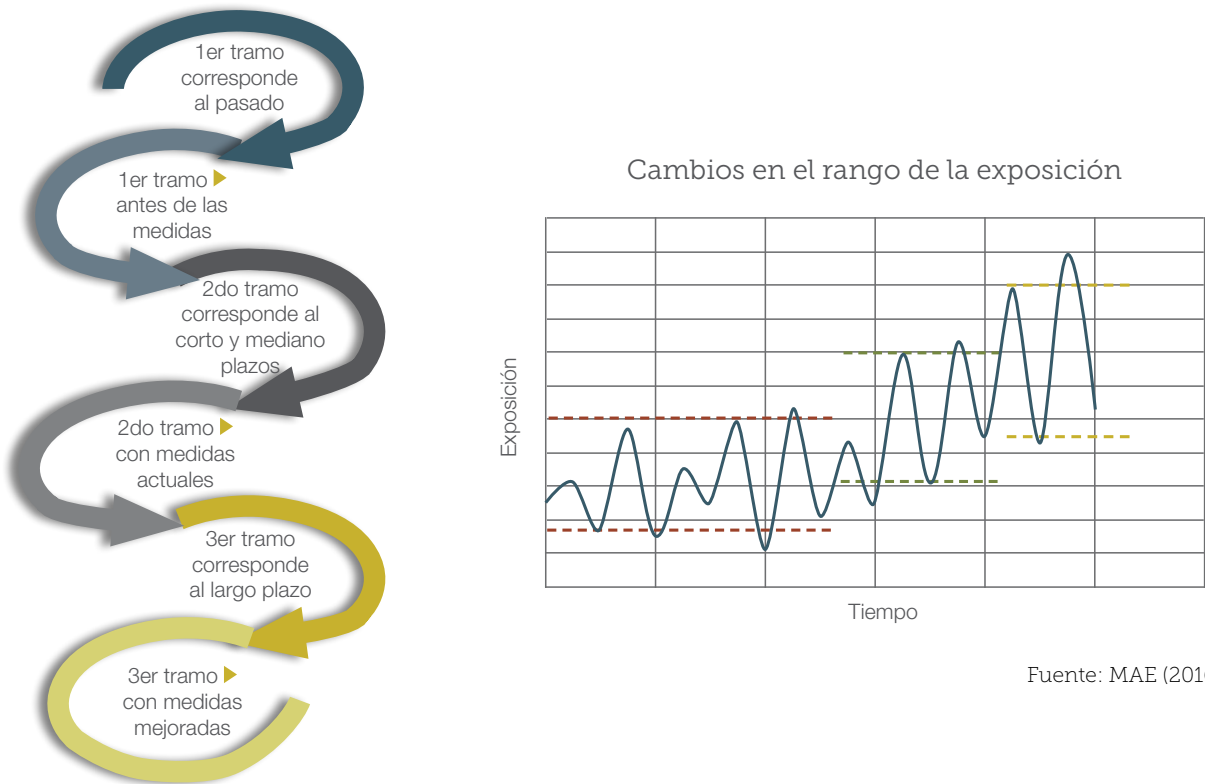 1er tramo
corresponde
al pasado
1er tramo
antes de las
medidas
2do tramo
corresponde al
corto y mediano
plazos
2do tramo
con medidas
actuales
3er tramo
corresponde
al largo plazo
3er tramo
con medidas
mejoradas
Cambios en el rango de la exposición
Exposición
Tiempo
Fuente: MAE (201